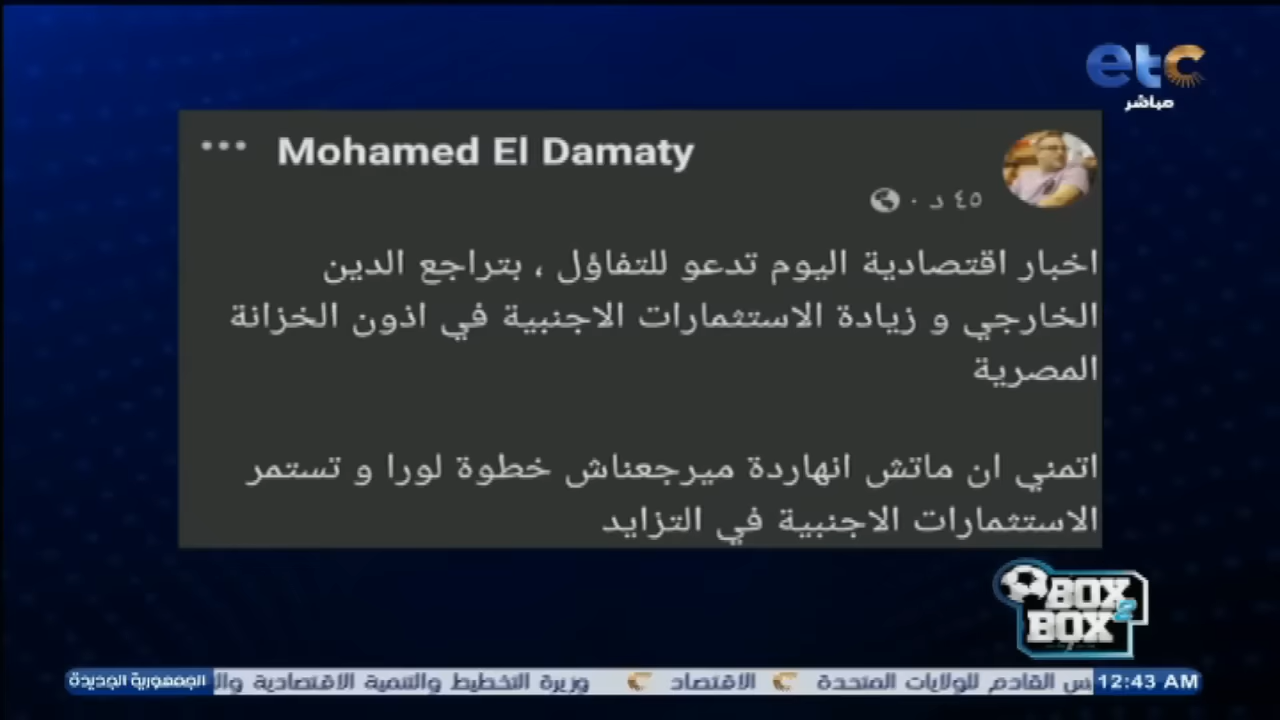 etc
مباشر
Mohamed El Damaty
٤٥ د ·
اخبار اقتصادية اليوم تدعو للتفاؤل ، بتراجع الدين
الخارجي و زيادة الاستثمارات الاجنبية في اذون الخزانة
المصرية
اتمني ان ماتش انهاردة ميرجعناش خطوة لورا و تستمر
الاستثمارات الاجنبية في التزايد
BOX 2 BOX
12:43 AM
القادم للولايات المتحدة
الاقتصاد
وزيرة التخطيط والتنمية الاقتصادية
الجمهورية الجديدة